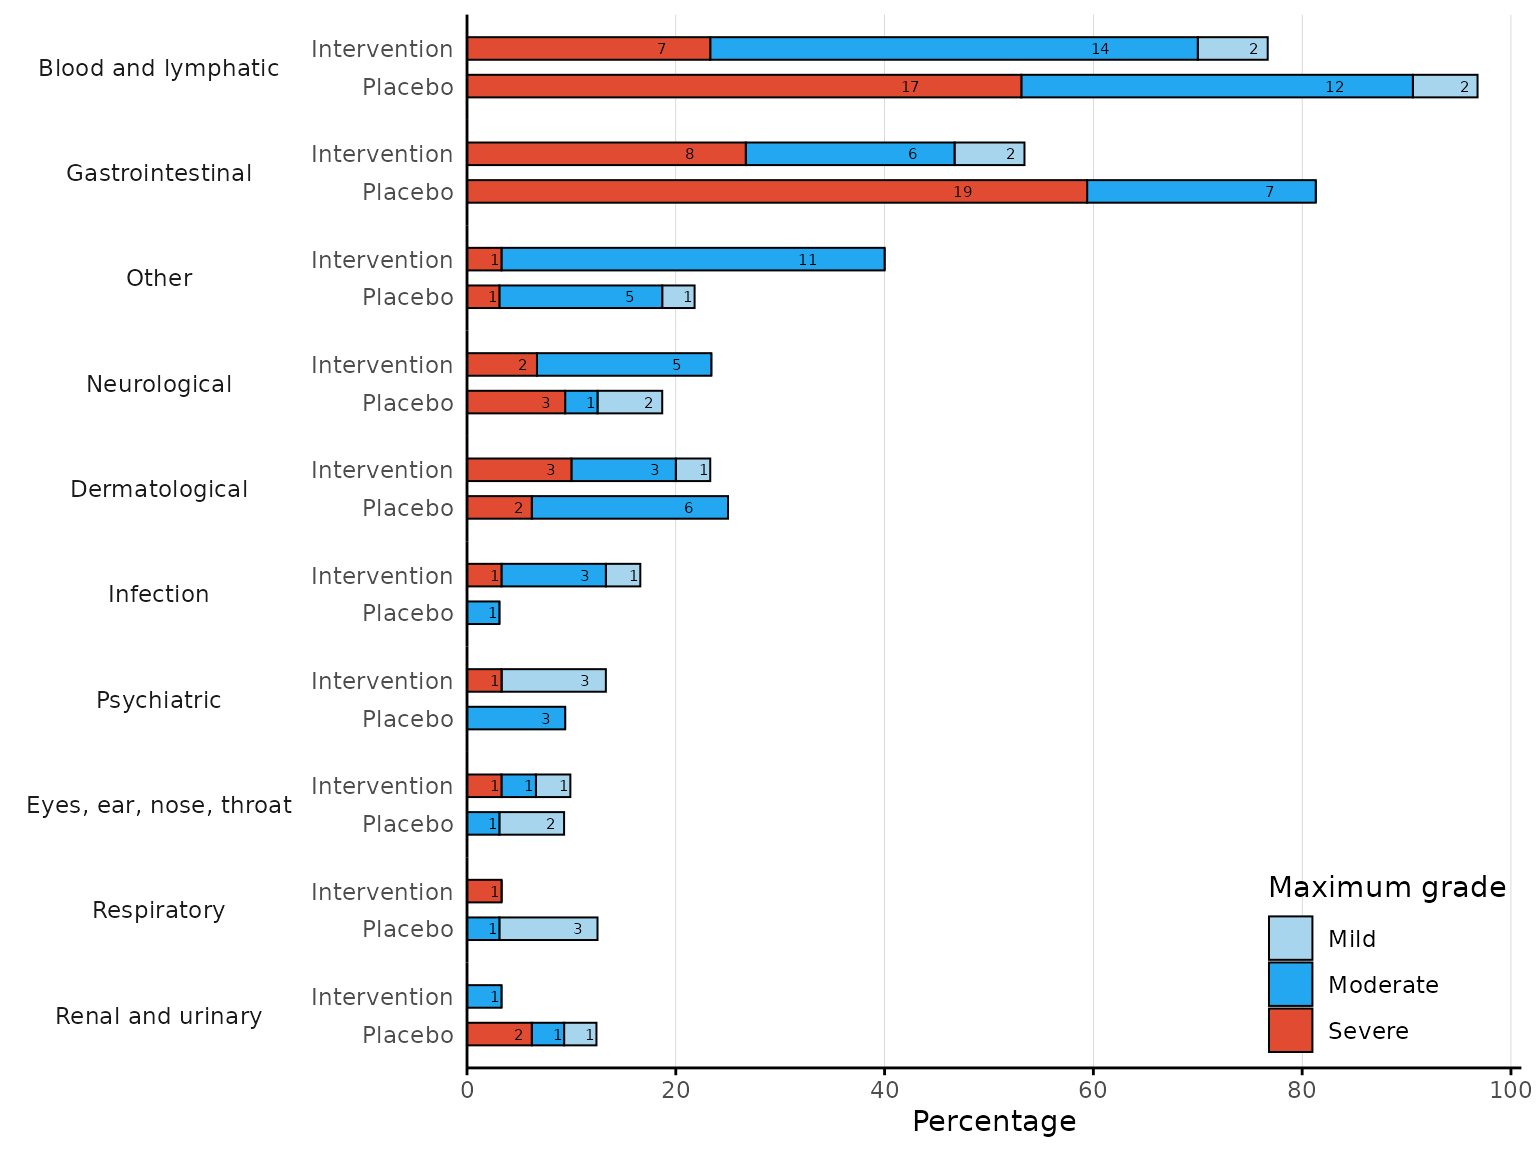 Blood and lymphatic
Intervention 7 14 2
Placebo 17 12 2
Gastrointestinal
Intervention 8 6 2
Placebo 19 7
Other
Intervention 1 11
Placebo 1 5 1
Neurological
Intervention 2 5
Placebo 3 1 2
Dermatological
Intervention 3 3 1
Placebo 2 6
Infection
Intervention 1 3 1
Placebo 1
Psychiatric
Intervention 1 3
Placebo 3
Eyes, ear, nose, throat
Intervention 1 1 1
Placebo 1 2
Respiratory
Intervention 1
Placebo 1 3
Renal and urinary
Intervention 1
Placebo 2 1 1
Maximum grade
Mild
Moderate
Severe
0 20 40 60 80 100
Percentage